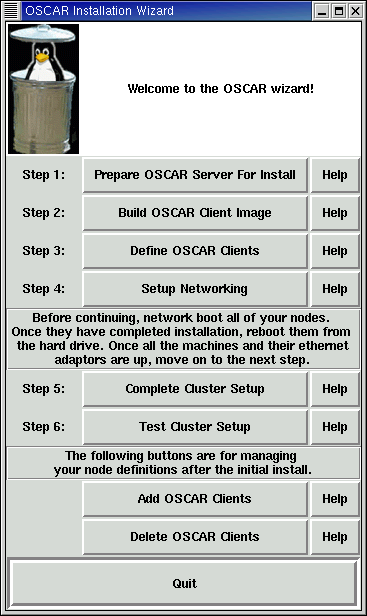 OSCAR Installation Wizard
Welcome to the OSCAR wizard!
Step 1: Prepare OSCAR Server For Install Help
Step 2: Build OSCAR Client Image Help
Step 3: Define OSCAR Clients Help
Step 4: Setup Networking Help
Before continuing, network boot all of your nodes.
Once they have completed installation, reboot them from
the hard drive. Once all the machines and their ethernet
adaptors are up, move on to the next step.
Step 5: Complete Cluster Setup Help
Step 6: Test Cluster Setup Help
The following buttons are for managing
your node definitions after the initial install.
Add OSCAR Clients Help
Delete OSCAR Clients Help
Quit